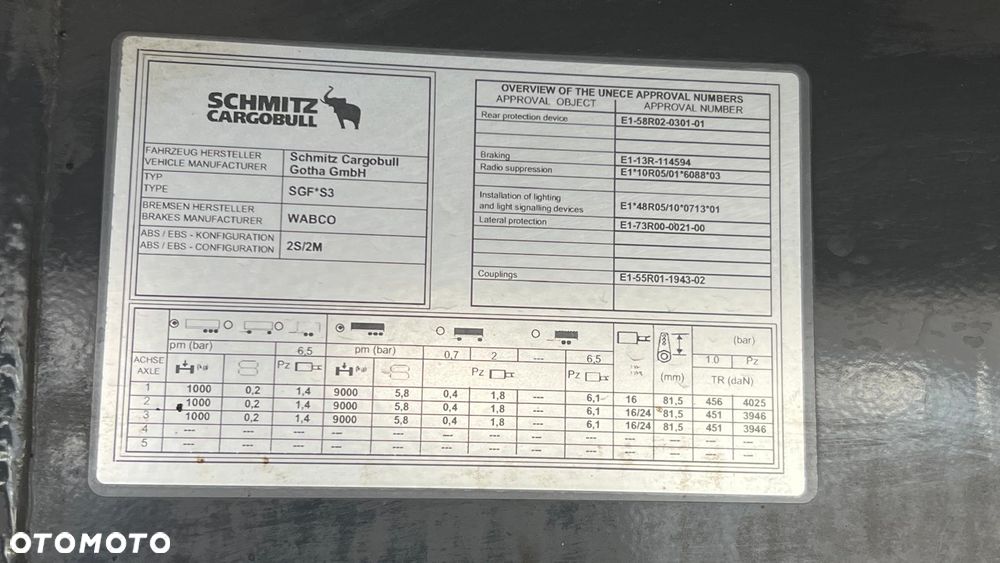 SCHMITZ
CARGOBULL
FAHRZEUG HERSTELLER
VEHICLE MANUFACTURER
Schmitz Cargobull
Gotha GmbH
TYP
TYPE
SGF*S3
BREMSEN HERSTELLER
BRAKES MANUFACTURER
WABCO
ABS / EBS - KONFIGURATION
ABS / EBS - CONFIGURATION
2S/2M
OVERVIEW OF THE UNECE APPROVAL NUMBERS
APPROVAL OBJECT APPROVAL NUMBER
Rear protection device E1-58R02-0301-01
Braking E1-13R-114594
Radio suppression E1*10R05/01*6088*03
Installation of lighting
and light signalling devices E1*48R05/10*0713*01
Lateral protection E1-73R00-0021-00
Couplings E1-55R01-1943-02
pm (bar) 6,5 pm (bar) 0,7 2 --- 6,5 (bar)
1.0 Pz
ACHSE
AXLE
Pz Pz Pz (mm) TR (daN)
1 1000 0,2 1,4 9000 5,8 0,4 1,8 --- 6,1 16 81,5 456 4025
2 1000 0,2 1,4 9000 5,8 0,4 1,8 --- 6,1 16/24 81,5 451 3946
3 1000 0,2 1,4 9000 5,8 0,4 1,8 --- 6,1 16/24 81,5 451 3946
4 --- --- --- --- --- --- --- --- --- --- --- --- ---
5 --- --- --- --- --- --- --- --- --- --- --- --- ---
OTOMOTO